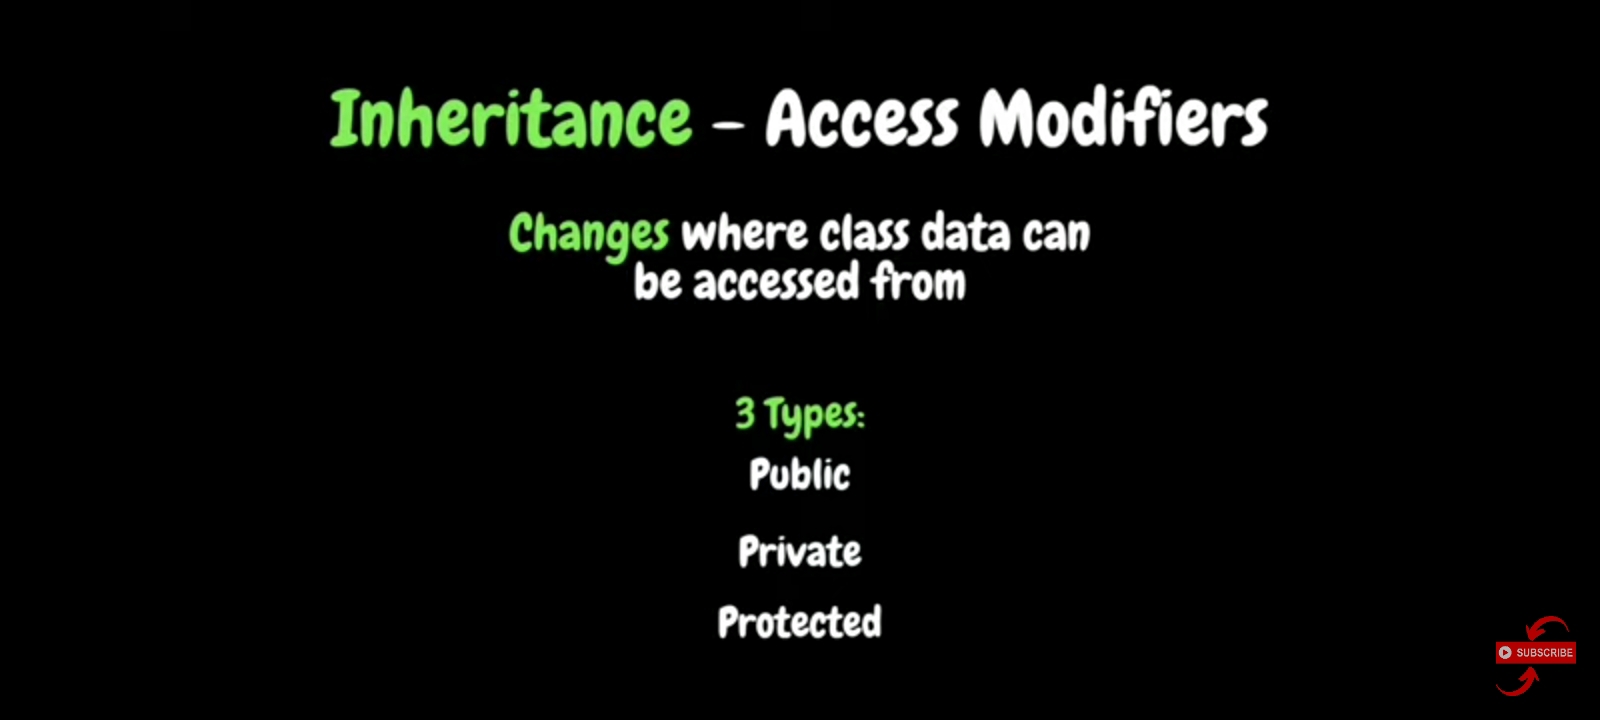 Inheritance - Access Modifiers
Changes where class data can
be accessed from
3 Types:
Public
Private
Protected
SUBSCRIBE